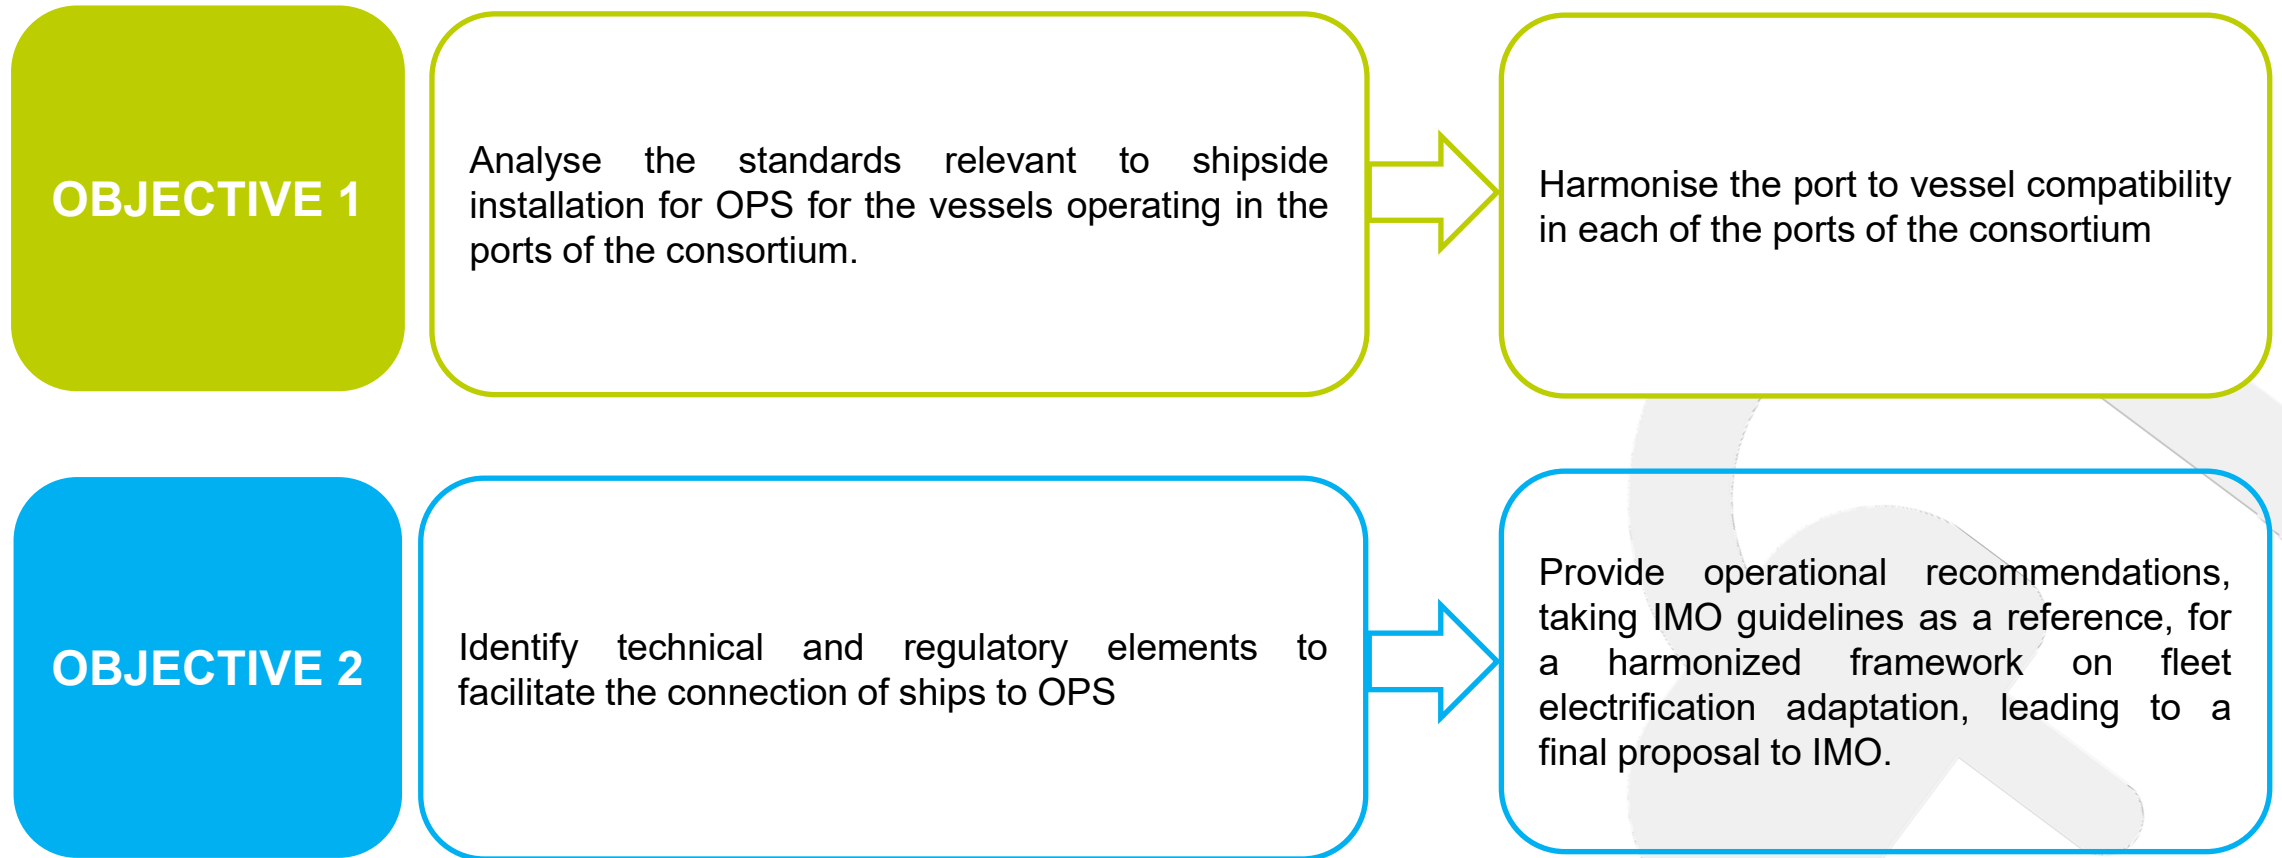 OBJECTIVE 1
Analyse the standards relevant to shipside
installation for OPS for the vessels operating in the
ports of the consortium.
Harmonise the port to vessel compatibility
in each of the ports of the consortium
OBJECTIVE 2
Identify technical and regulatory elements to
facilitate the connection of ships to OPS
Provide operational recommendations,
taking IMO guidelines as a reference, for
a harmonized framework on fleet
electrification adaptation, leading to a
final proposal to IMO.